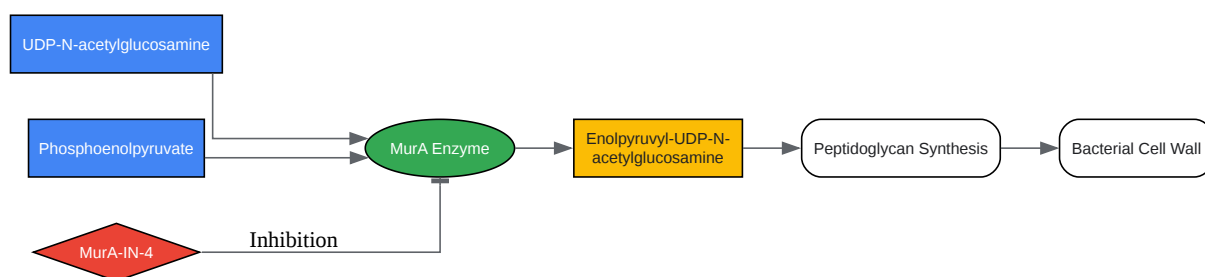 UDP-N-acetylglucosamine
Phosphoenolpyruvate
MurA Enzyme
Enolpyruvyl-UDP-N-
acetylglucosamine
Peptidoglycan Synthesis
Bacterial Cell Wall
MurA-IN-4
Inhibition